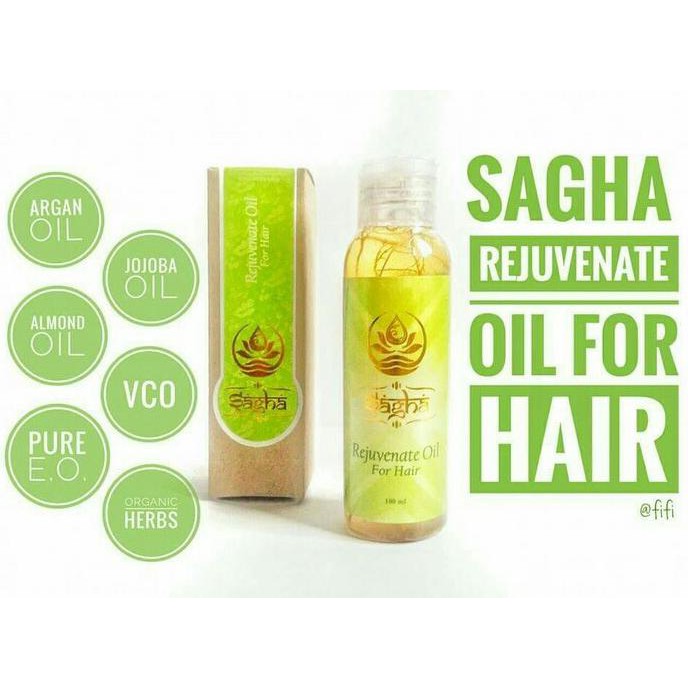 ARGAN
OIL
JOJOBA
OIL
ALMOND
OIL
VCO
PURE
E.O.
ORGANIC
HERBS
Rejuvenate Oil
For Hair
Sagha
Sagha
Rejuvenate Oil
For Hair
100 ml
SAGHA
REJUVENATE
OIL FOR
HAIR
@fifi